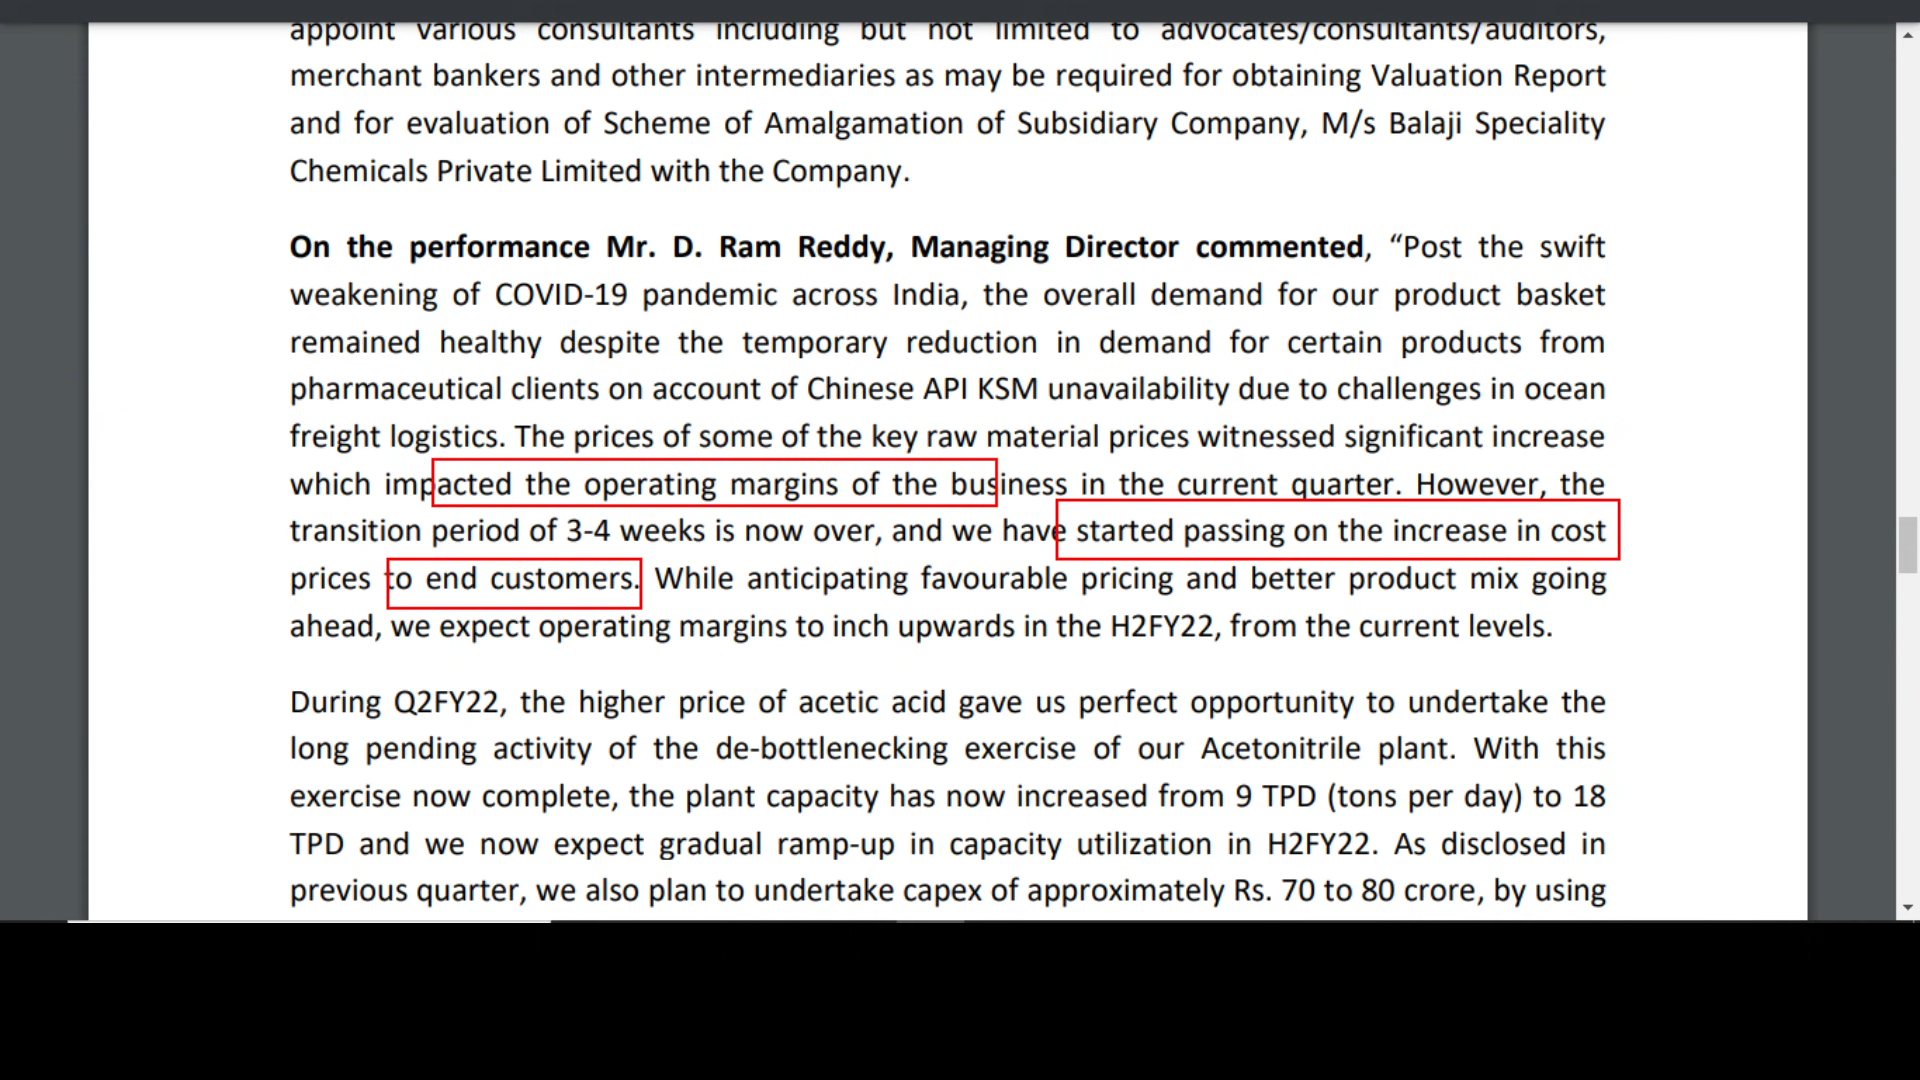 appoint various consultants including but not limited to advocates/consultants/auditors,
merchant bankers and other intermediaries as may be required for obtaining Valuation Report
and for evaluation of Scheme of Amalgamation of Subsidiary Company, M/s Balaji Speciality
Chemicals Private Limited with the Company.
On the performance Mr. D. Ram Reddy, Managing Director commented, “Post the swift
weakening of COVID-19 pandemic across India, the overall demand for our product basket
remained healthy despite the temporary reduction in demand for certain products from
pharmaceutical clients on account of Chinese API KSM unavailability due to challenges in ocean
freight logistics. The prices of some of the key raw material prices witnessed significant increase
which impacted the operating margins of the business in the current quarter. However, the
transition period of 3-4 weeks is now over, and we have started passing on the increase in cost
prices to end customers. While anticipating favourable pricing and better product mix going
ahead, we expect operating margins to inch upwards in the H2FY22, from the current levels.
During Q2FY22, the higher price of acetic acid gave us perfect opportunity to undertake the
long pending activity of the de-bottlenecking exercise of our Acetonitrile plant. With this
exercise now complete, the plant capacity has now increased from 9 TPD (tons per day) to 18
TPD and we now expect gradual ramp-up in capacity utilization in H2FY22. As disclosed in
previous quarter, we also plan to undertake capex of approximately Rs. 70 to 80 crore, by using